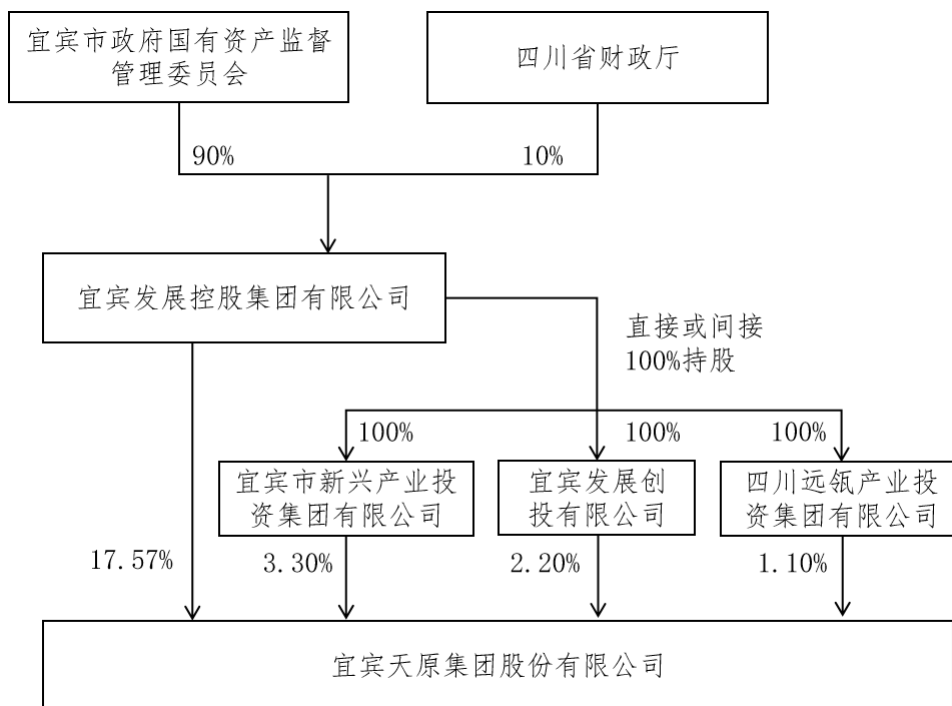 宜宾市政府国有资产监督
管理委员会
四川省财政厅
90%
10%
宜宾发展控股集团有限公司
直接或间接
100%持股
100%
100%
100%
宜宾市新兴产业投
资集团有限公司
宜宾发展创
投有限公司
四川远瓴产业投
资集团有限公司
17.57%
3.30%
2.20%
1.10%
宜宾天原集团股份有限公司